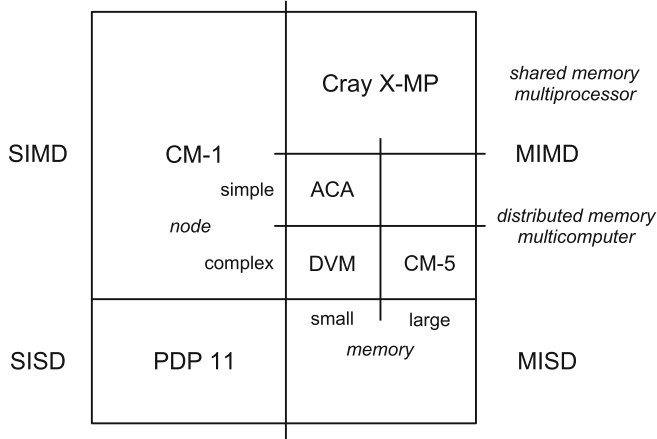 Cray X-MP
shared memory
multiprocessor
SIMD
CM-1
MIMD
simple
ACA
node
distributed memory
multicomputer
complex
DVM
CM-5
small
large
memory
SISD
PDP 11
MISD